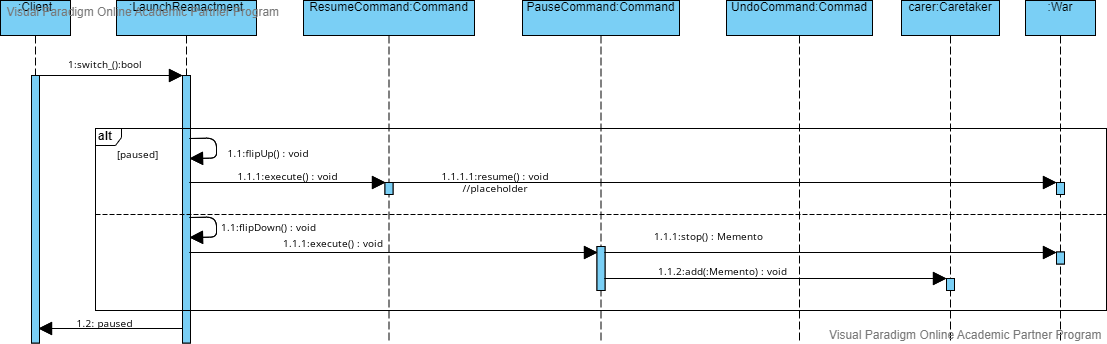 :Client
:LaunchReanactment
ResumeCommand:Command
PauseCommand:Command
UndoCommand:Commad
carer:Caretaker
:War
Visual Paradigm Online Academic Partner Program
1:switch_():bool
alt
[paused]
1.1:flipUp() : void
1.1.1:execute() : void
1.1.1.1:resume() : void
//placeholder
1.1:flipDown() : void
1.1.1:execute() : void
1.1.1:stop() : Memento
1.1.2:add(:Memento) : void
1.2: paused
Visual Paradigm Online Academic Partner Program